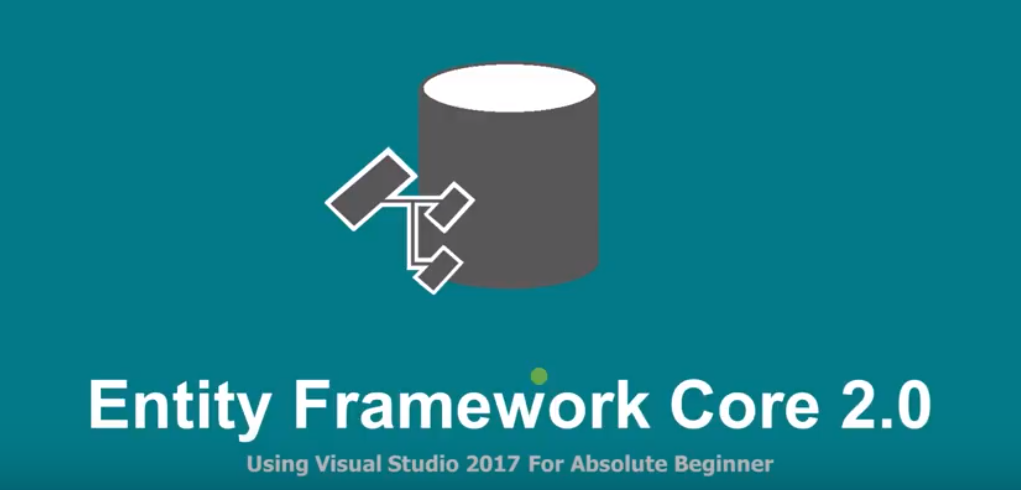 Entity Framework Core 2.0
Using Visual Studio 2017 For Absolute Beginner